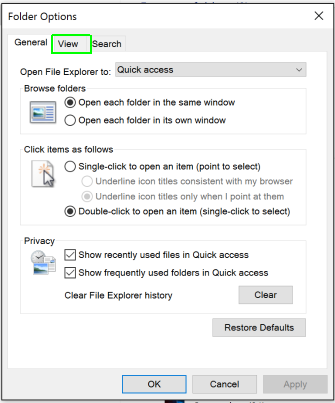 Folder Options
General
View
Search
Open File Explorer to:
Quick access
Browse folders
Open each folder in the same window
Open each folder in its own window
Click items as follows
Single-click to open an item (point to select)
Underline icon titles consistent with my browser
Underline icon titles only when I point at them
Double-click to open an item (single-click to select)
Privacy
Show recently used files in Quick access
Show frequently used folders in Quick access
Clear File Explorer history
Clear
Restore Defaults
OK
Cancel
Apply